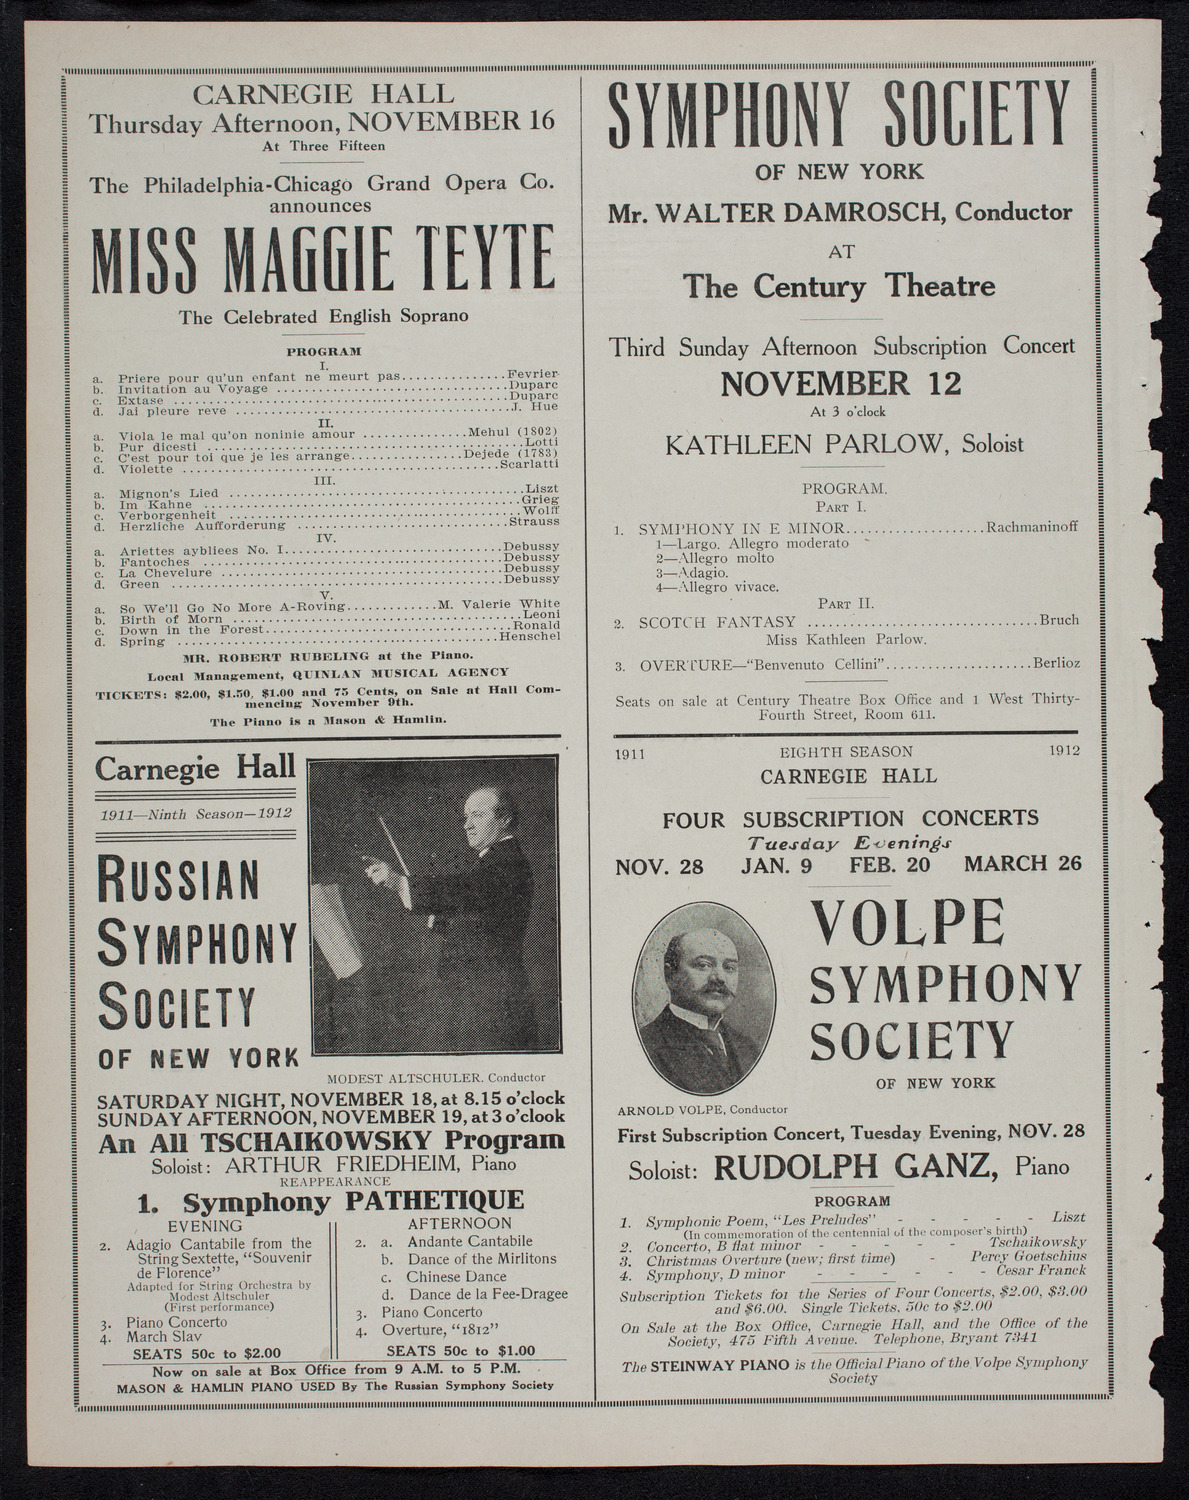 CARNEGIE HALL
Thursday Afternoon, NOVEMBER 16
At Three Fifteen
The Philadelphia-Chicago Grand Opera Co.
announces
MISS MAGGIE TEYTE
The Celebrated English Soprano
PROGRAM
I.
a. Priere pour qu'un enfant ne meurt pas..............Fevrier
b. Invitation au Voyage ..............Duparc
c. Extase ..............Duparc
d. Jai pleure reve ..............J. Hue
II.
a. Viola le mal qu'on noninie amour ..............Mehul (1802)
b. Pur dicesti ..............Lotti
c. C'est pour toi que je les arrange..............Dejede (1783)
d. Violette ..............Scarlatti
III.
a. Mignon's Lied ..............Liszt
b. Im Kahne ..............Grieg
c. Verborgenheit ..............Wolff
d. Herzliche Aufforderung ..............Strauss
IV.
a. Ariettes aybliees No. I..............Debussy
b. Fantoches ..............Debussy
c. La Chevelure ..............Debussy
d. Green ..............Debussy
V.
a. So We'll Go No More A-Roving..............M. Valerie White
b. Birth of Morn ..............Leoni
c. Down in the Forest..............Ronald
d. Spring ..............Henschel
MR. ROBERT RUBELING at the Piano.
Local Management, QUINLAN MUSICAL AGENCY
TICKETS: $2.00, $1.50, $1.00 and 75 Cents, on Sale at Hall Com-
mencing November 9th.
The Piano is a Mason & Hamlin.
Carnegie Hall
1911—Ninth Season—1912
RUSSIAN
SYMPHONY
SOCIETY
OF NEW YORK
MODEST ALTSCHULER. Conductor
SATURDAY NIGHT, NOVEMBER 18, at 8.15 o'clock
SUNDAY AFTERNOON, NOVEMBER 19, at 3 o'clook
An All TSCHAIKOWSKY Program
Soloist: ARTHUR FRIEDHEIM, Piano
REAPPEARANCE
1. Symphony PATHETIQUE
EVENING
2. Adagio Cantabile from the
String Sextette, "Souvenir
de Florence"
Adapted for String Orchestra by
Modest Altschuler
(First performance)
3. Piano Concerto
4. March Slav
SEATS 50c to $2.00
AFTERNOON
2. a. Andante Cantabile
b. Dance of the Mirlitons
c. Chinese Dance
d. Dance de la Fee-Dragee
3. Piano Concerto
4. Overture, "1812"
SEATS 50c to $1.00
Now on sale at Box Office from 9 A.M. to 5 P.M.
MASON & HAMLIN PIANO USED By The Russian Symphony Society
SYMPHONY SOCIETY
OF NEW YORK
Mr. WALTER DAMROSCH, Conductor
AT
The Century Theatre
Third Sunday Afternoon Subscription Concert
NOVEMBER 12
At 3 o'clock
KATHLEEN PARLOW, Soloist
PROGRAM.
PART I.
1. SYMPHONY IN E MINOR..................Rachmaninoff
1—Largo. Allegro moderato
2—Allegro molto
3—Adagio.
4—Allegro vivace.
PART II.
2. SCOTCH FANTASY ..............................Bruch
Miss Kathleen Parlow.
3. OVERTURE—"Benvenuto Cellini"....................Berlioz
Seats on sale at Century Theatre Box Office and 1 West Thirty-
Fourth Street, Room 611.
1911 EIGHTH SEASON 1912
CARNEGIE HALL
FOUR SUBSCRIPTION CONCERTS
Tuesday Evenings
NOV. 28 JAN. 9 FEB. 20 MARCH 26
VOLPE
SYMPHONY
SOCIETY
OF NEW YORK
ARNOLD VOLPE, Conductor
First Subscription Concert, Tuesday Evening, NOV. 28
Soloist: RUDOLPH GANZ, Piano
PROGRAM
1. Symphonic Poem, "Les Preludes" - - - - - Liszt
(In commemoration of the centennial of the composer's birth)
2. Concerto, B flat minor - - - - Tschaikowsky
3. Christmas Overture (new; first time) - - Percy Goetschius
4. Symphony, D minor - - - - - - Cesar Franck
Subscription Tickets for the Series of Four Concerts, $2.00, $3.00
and $6.00. Single Tickets, 50c to $2.00
On Sale at the Box Office, Carnegie Hall, and the Office of the
Society, 475 Fifth Avenue. Telephone, Bryant 7341
The STEINWAY PIANO is the Official Piano of the Volpe Symphony
Society